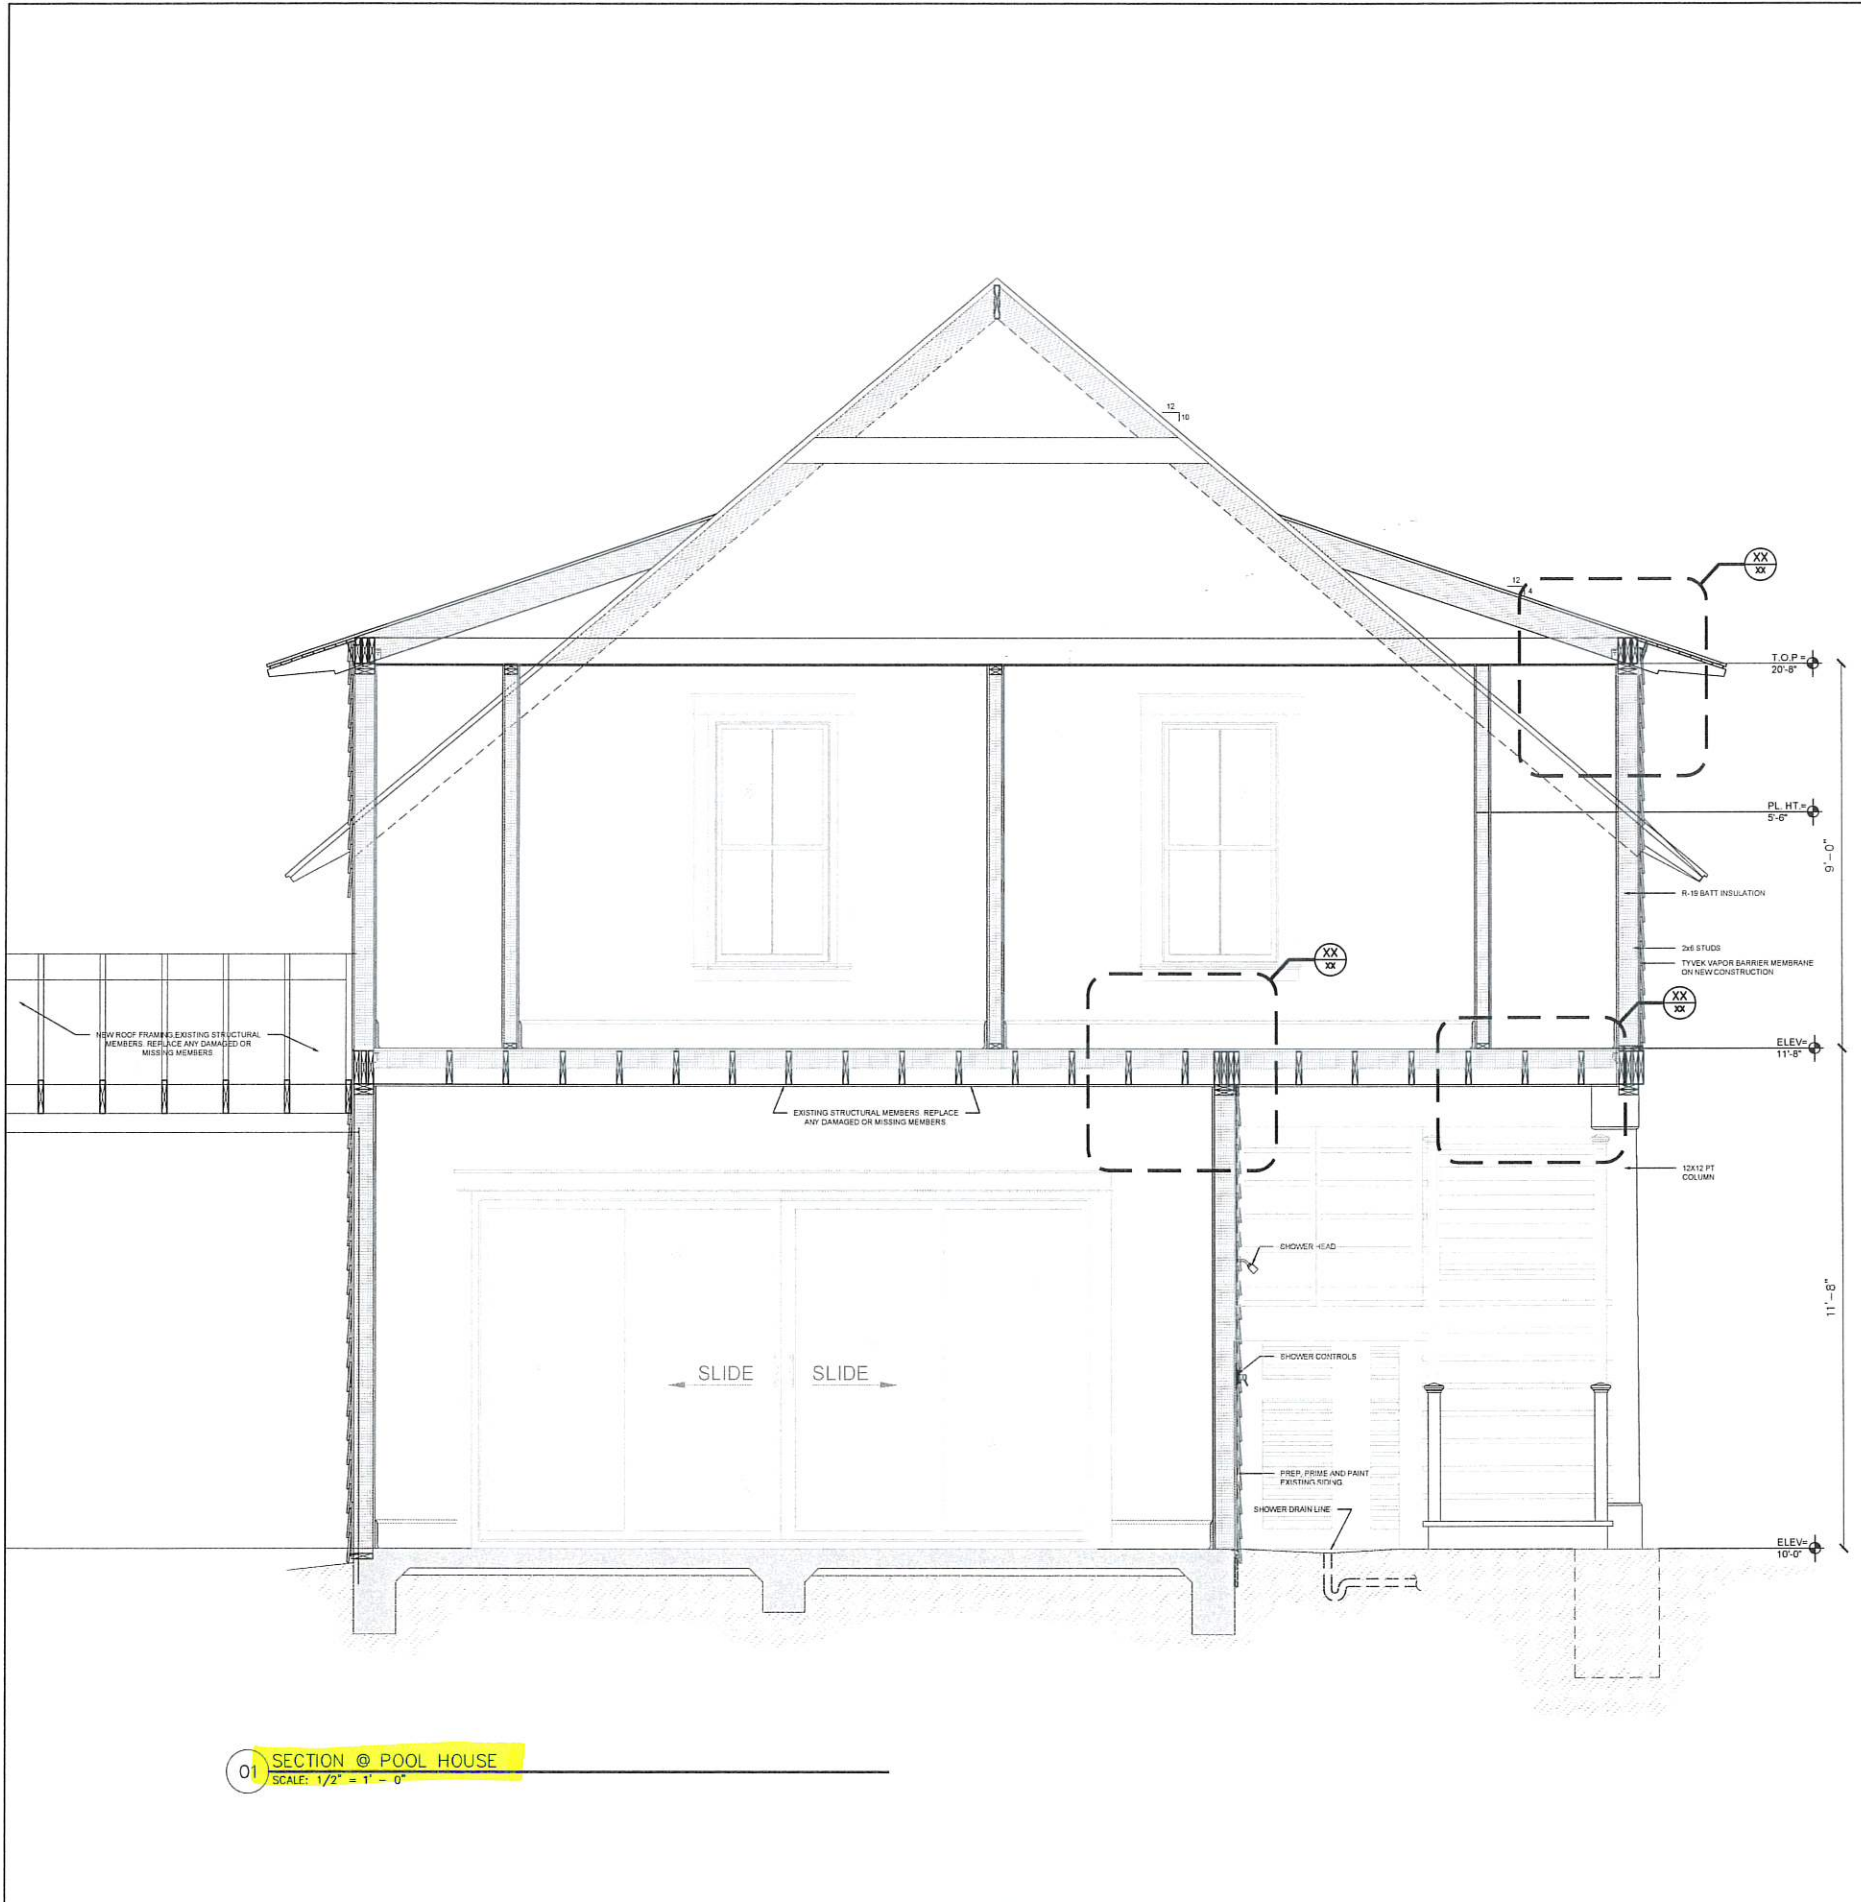 12
10
XX
XX
12
4
T.O.P =
20'-8"
PL. HT.=
5'-6"
9'-0"
R-19 BATT INSULATION
2x6 STUDS
TYVEK VAPOR BARRIER MEMBRANE
ON NEW CONSTRUCTION
XX
XX
XX
XX
NEW ROOF FRAMING.EXISTING STRUCTURAL
MEMBERS. REPLACE ANY DAMAGED OR
MISSING MEMBERS
ELEV=
11'-8"
EXISTING STRUCTURAL MEMBERS. REPLACE
ANY DAMAGED OR MISSING MEMBERS
12X12 PT
COLUMN
SHOWER HEAD
11'-8"
SHOWER CONTROLS
SLIDE
SLIDE
PREP, PRIME AND PAINT
EXISTING SIDING
SHOWER DRAIN LINE
ELEV=
10'-0"
01
SECTION @ POOL HOUSE
SCALE: 1/2" = 1' - 0"